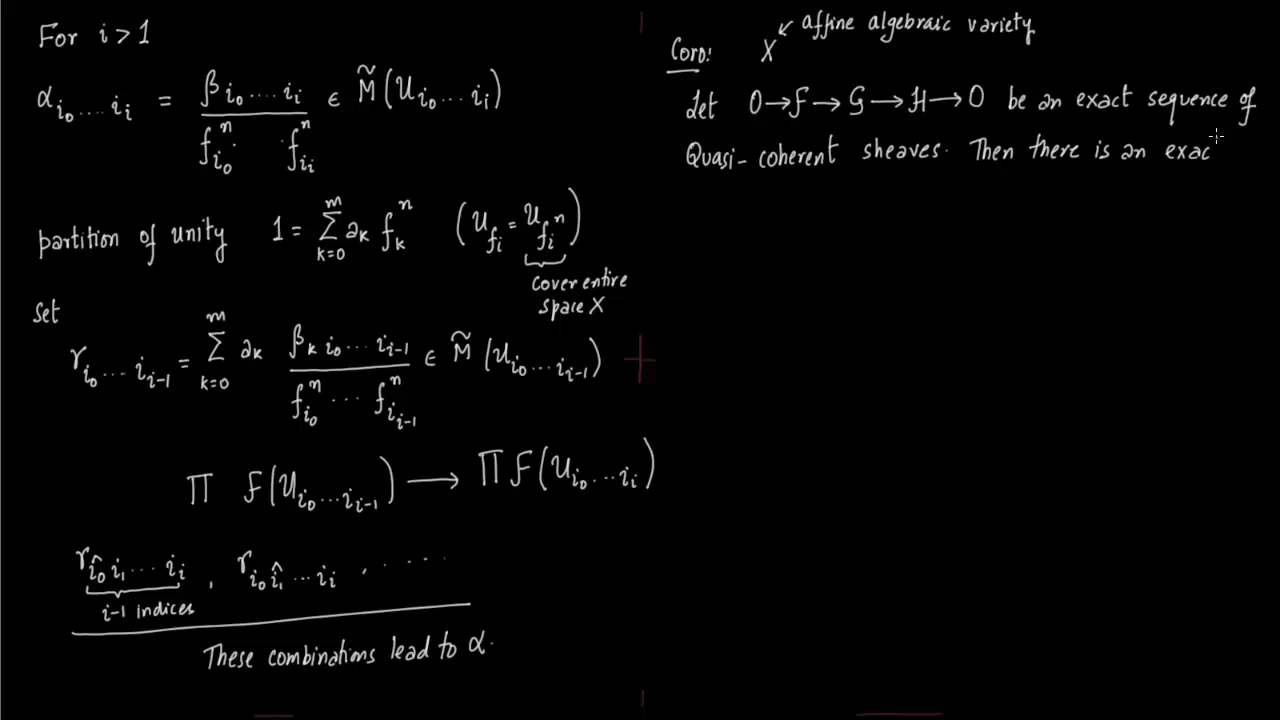 For i > 1
α_{i_0 .... i_i} = β_{i_0 .... i_i} / f_{i_0}^n · · f_{i_i}^n ∈ M̃(U_{i_0 ... i_i})
partition of unity 1 = Σ_{k=0}^{m} a_k f_k^n (U_{f_i} = U_{f_i^n})
cover entire
space X
Set
γ_{i_0 ... i_{i-1}} = Σ_{k=0}^{m} a_k β_{k i_0 ... i_{i-1}} / f_{i_0}^n ... f_{i_{i-1}}^n ∈ M̃(U_{i_0 ... i_{i-1}})
Π F(U_{i_0 ... i_{i-1}}) → Π F(U_{i_0 ... i_i})
γ_{î_0 i_1 ... i_i} , γ_{i_0 î_1 ... i_i} , .....
i-1 indices
These combinations lead to α.
Coro: X ↙ affine algebraic variety
Let 0 → F → G → H → 0 be an exact sequence of
Quasi-coherent sheaves. Then there is an exac